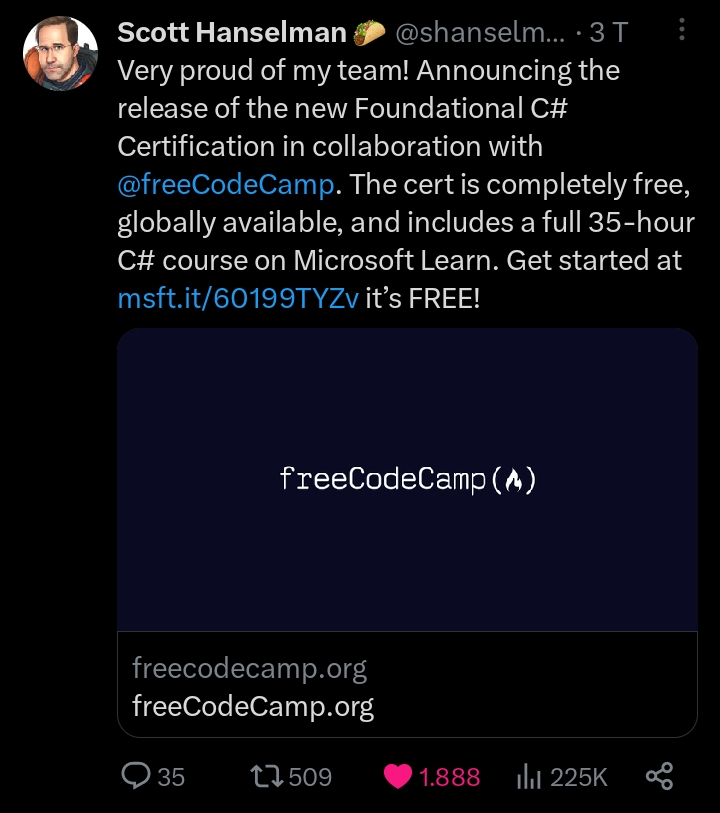 Scott Hanselman 🌮 @shanselm... · 3 T
Very proud of my team! Announcing the
release of the new Foundational C#
Certification in collaboration with
@freeCodeCamp. The cert is completely free,
globally available, and includes a full 35-hour
C# course on Microsoft Learn. Get started at
msft.it/60199TYZv it’s FREE!
freeCodeCamp(🔥)
freecodecamp.org
freeCodeCamp.org
35 509 1.888 225K